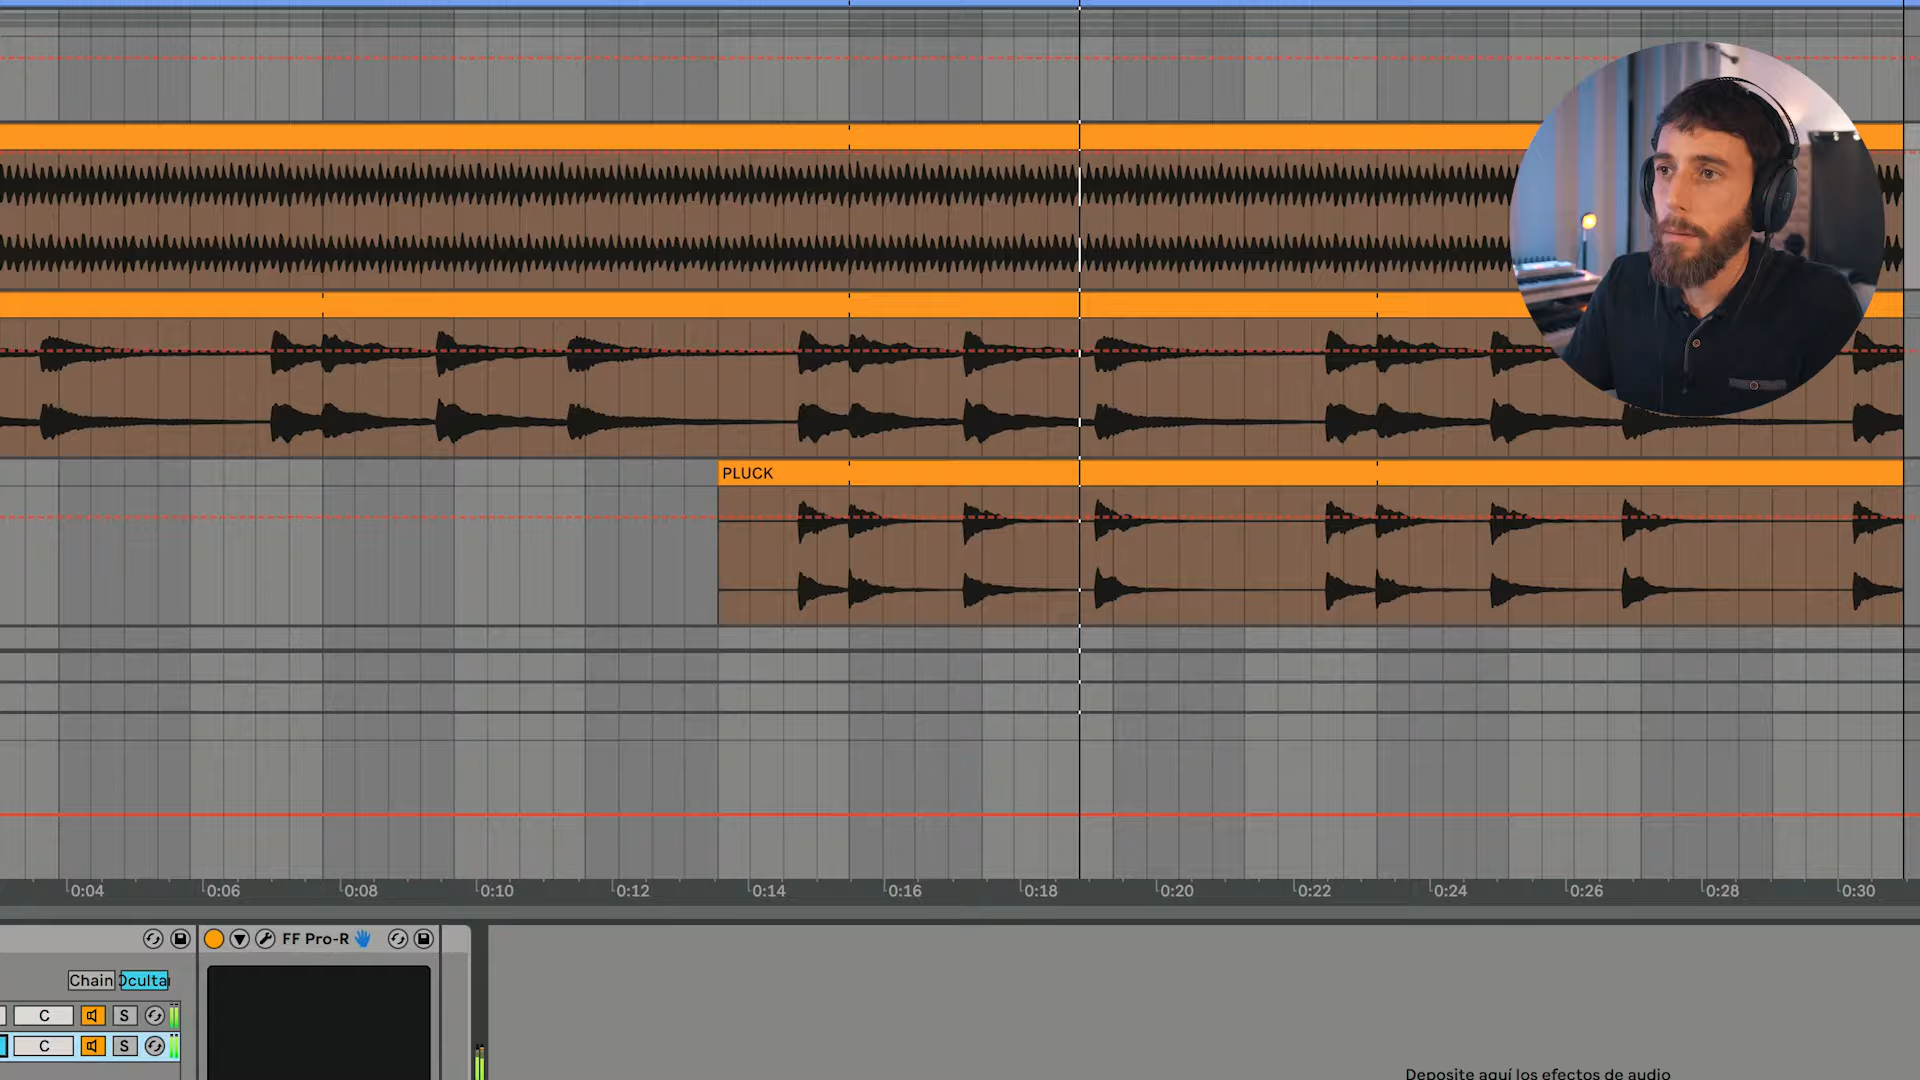 PLUCK
0:04 0:06 0:08 0:10 0:12 0:14 0:16 0:18 0:20 0:22 0:24 0:26 0:28 0:30
FF Pro-R
Chain Oculta
C S
C S
Deposite aquí los efectos de audio